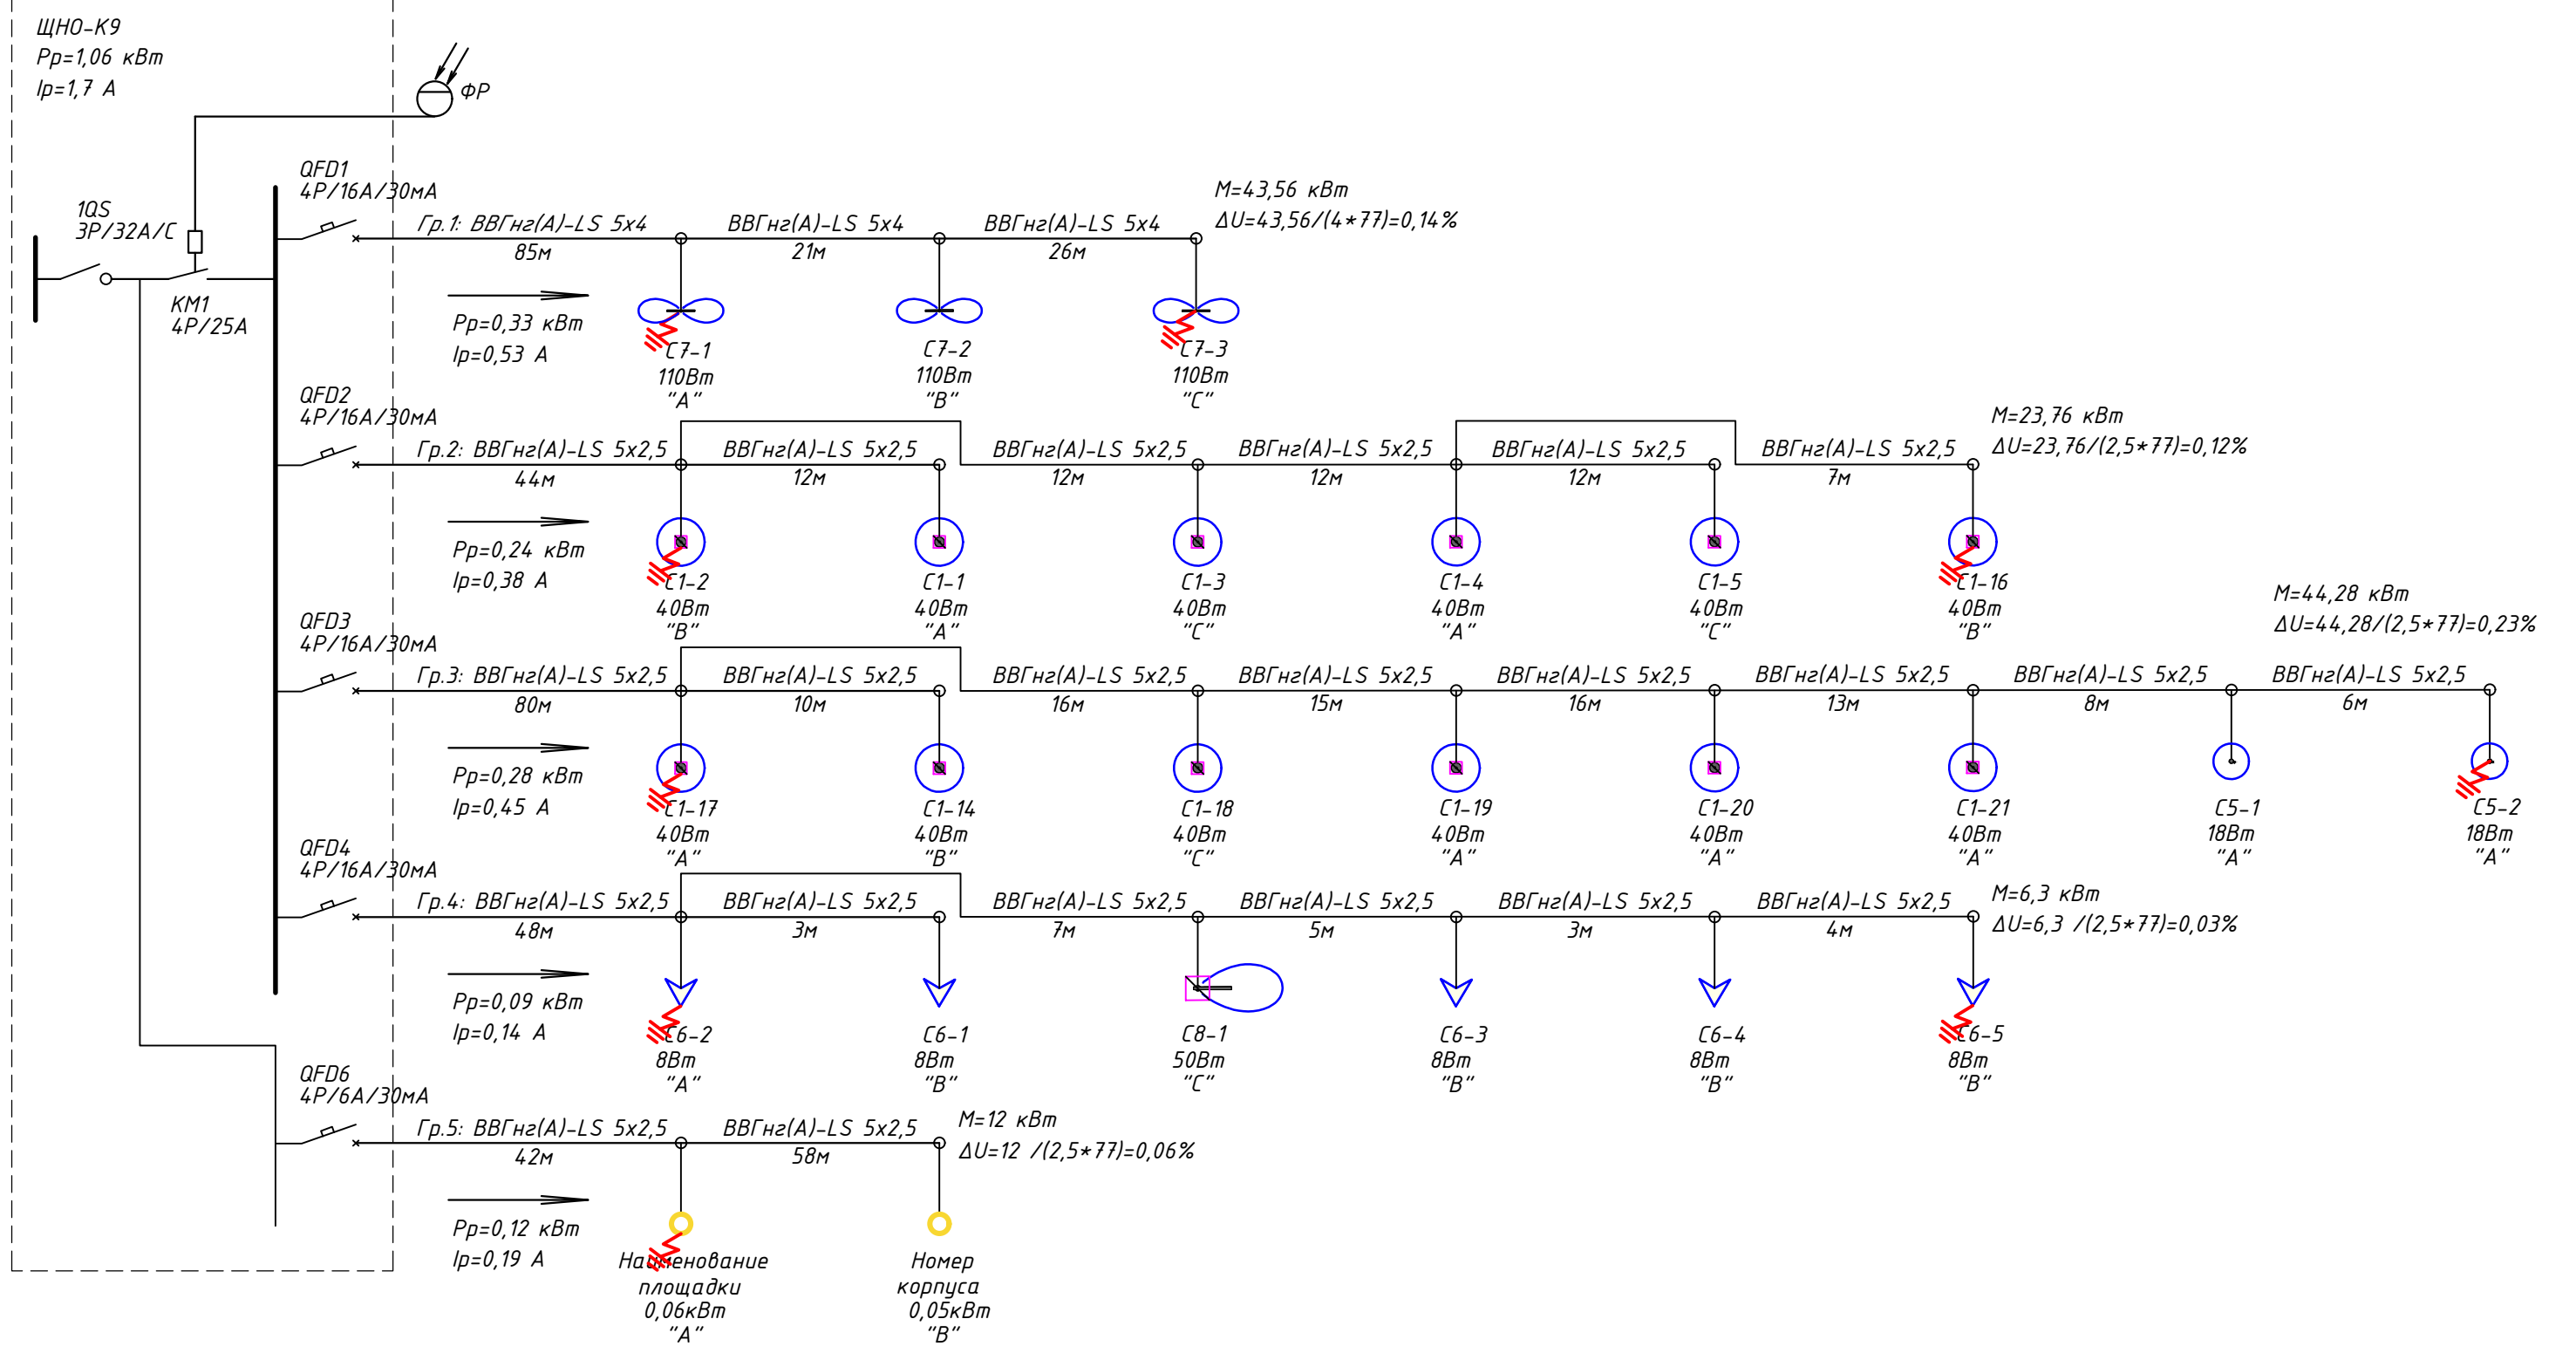 ЩНО-К9
Рр=1,06 кВт
Iр=1,7 А
ФР
1QS
3P/32A/C
КМ1
4Р/25А
QFD1
4Р/16А/30мА
Гр.1: ВВГнг(А)-LS 5х4
85м
ВВГнг(А)-LS 5х4
21м
ВВГнг(А)-LS 5х4
26м
М=43,56 кВт
ΔU=43,56/(4*77)=0,14%
Рр=0,33 кВт
Iр=0,53 А
С7-1
110Вт
"А"
С7-2
110Вт
"В"
С7-3
110Вт
"С"
QFD2
4Р/16А/30мА
Гр.2: ВВГнг(А)-LS 5х2,5
44м
ВВГнг(А)-LS 5х2,5
12м
ВВГнг(А)-LS 5х2,5
12м
ВВГнг(А)-LS 5х2,5
12м
ВВГнг(А)-LS 5х2,5
12м
ВВГнг(А)-LS 5х2,5
7м
М=23,76 кВт
ΔU=23,76/(2,5*77)=0,12%
Рр=0,24 кВт
Iр=0,38 А
С1-2
40Вт
"В"
С1-1
40Вт
"А"
С1-3
40Вт
"С"
С1-4
40Вт
"А"
С1-5
40Вт
"С"
С1-16
40Вт
"В"
QFD3
4Р/16А/30мА
Гр.3: ВВГнг(А)-LS 5х2,5
80м
ВВГнг(А)-LS 5х2,5
10м
ВВГнг(А)-LS 5х2,5
16м
ВВГнг(А)-LS 5х2,5
15м
ВВГнг(А)-LS 5х2,5
16м
ВВГнг(А)-LS 5х2,5
13м
ВВГнг(А)-LS 5х2,5
8м
ВВГнг(А)-LS 5х2,5
6м
М=44,28 кВт
ΔU=44,28/(2,5*77)=0,23%
Рр=0,28 кВт
Iр=0,45 А
С1-17
40Вт
"А"
С1-14
40Вт
"В"
С1-18
40Вт
"С"
С1-19
40Вт
"А"
С1-20
40Вт
"А"
С1-21
40Вт
"А"
С5-1
18Вт
"А"
С5-2
18Вт
"А"
QFD4
4Р/16А/30мА
Гр.4: ВВГнг(А)-LS 5х2,5
48м
ВВГнг(А)-LS 5х2,5
3м
ВВГнг(А)-LS 5х2,5
7м
ВВГнг(А)-LS 5х2,5
5м
ВВГнг(А)-LS 5х2,5
3м
ВВГнг(А)-LS 5х2,5
4м
М=6,3 кВт
ΔU=6,3 /(2,5*77)=0,03%
Рр=0,09 кВт
Iр=0,14 А
С6-2
8Вт
"А"
С6-1
8Вт
"В"
С8-1
50Вт
"С"
С6-3
8Вт
"В"
С6-4
8Вт
"В"
С6-5
8Вт
"В"
QFD6
4Р/6А/30мА
Гр.5: ВВГнг(А)-LS 5х2,5
42м
ВВГнг(А)-LS 5х2,5
58м
М=12 кВт
ΔU=12 /(2,5*77)=0,06%
Рр=0,12 кВт
Iр=0,19 А
Наименование
площадки
0,06кВт
"А"
Номер
корпуса
0,05кВт
"В"